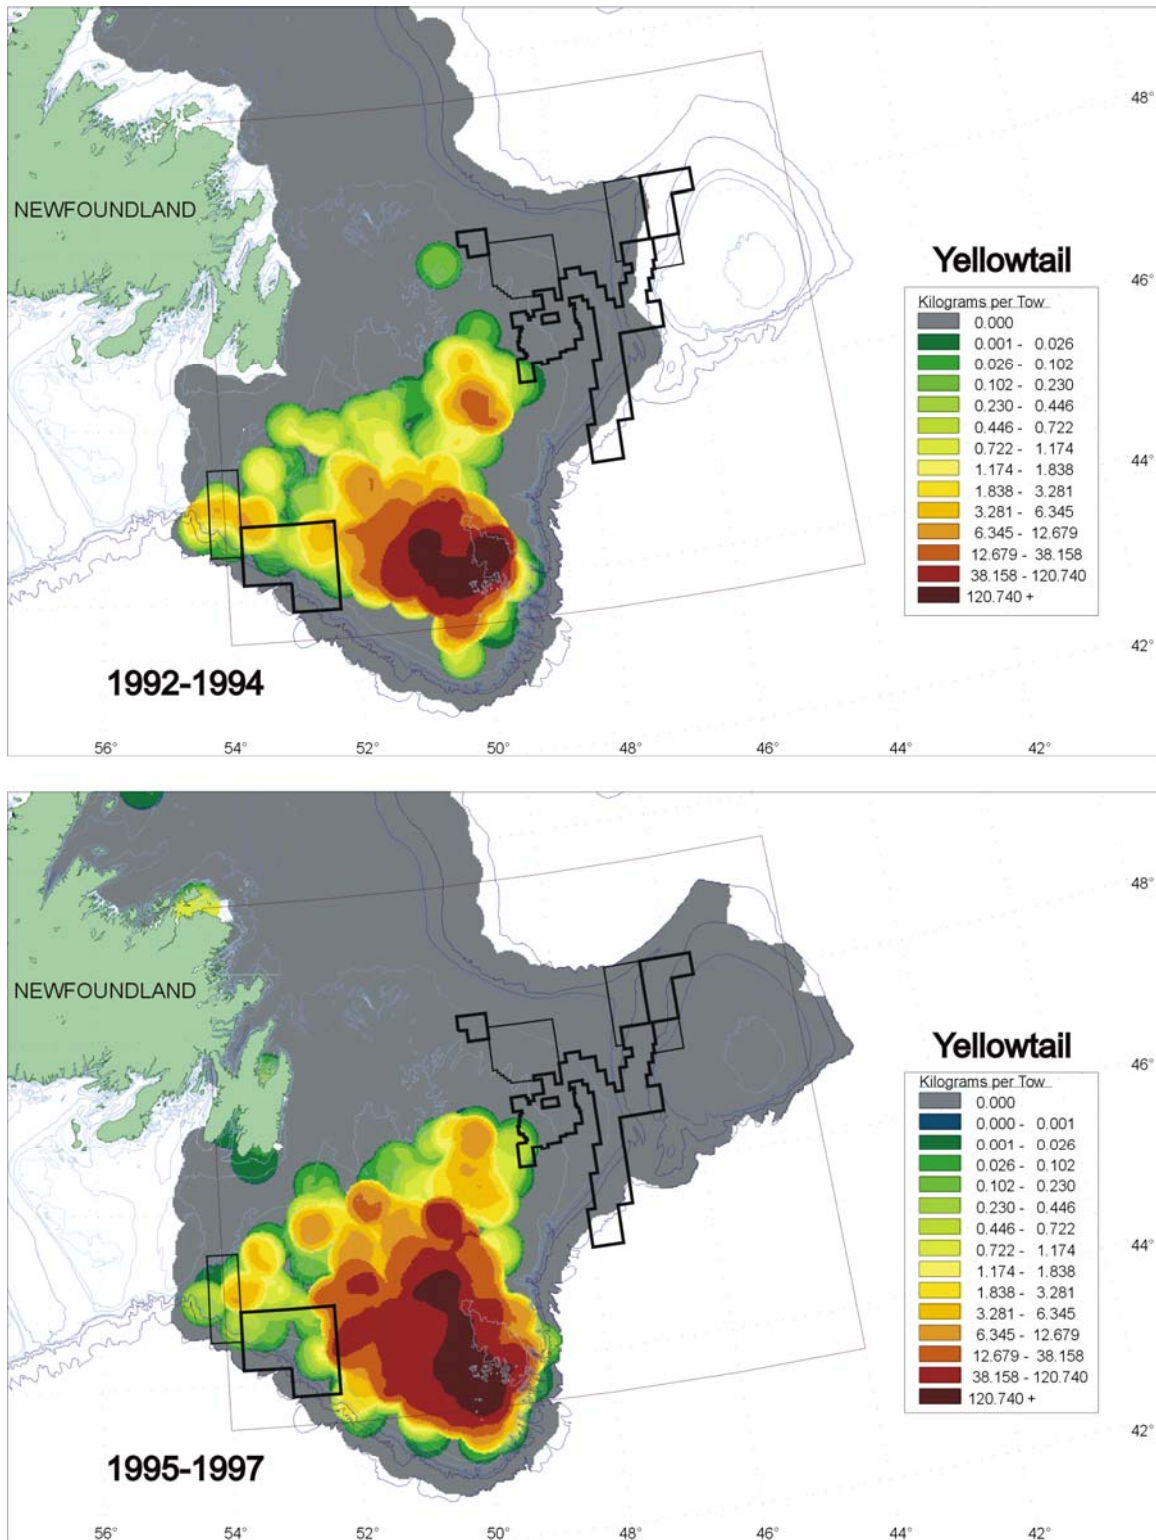 48°
NEWFOUNDLAND
46°
Yellowtail
Kilograms per Tow
0.000
0.001 - 0.026
0.026 - 0.102
0.102 - 0.230
0.230 - 0.446
0.446 - 0.722
0.722 - 1.174
1.174 - 1.838
1.838 - 3.281
3.281 - 6.345
6.345 - 12.679
12.679 - 38.158
38.158 - 120.740
120.740 +
44°
42°
1992-1994
56° 54° 52° 50° 48° 46° 44° 42°
48°
NEWFOUNDLAND
46°
Yellowtail
Kilograms per Tow
0.000
0.000 - 0.001
0.001 - 0.026
0.026 - 0.102
0.102 - 0.230
0.230 - 0.446
0.446 - 0.722
0.722 - 1.174
1.174 - 1.838
1.838 - 3.281
3.281 - 6.345
6.345 - 12.679
12.679 - 38.158
38.158 - 120.740
120.740 +
44°
42°
1995-1997
56° 54° 52° 50° 48° 46° 44° 42°